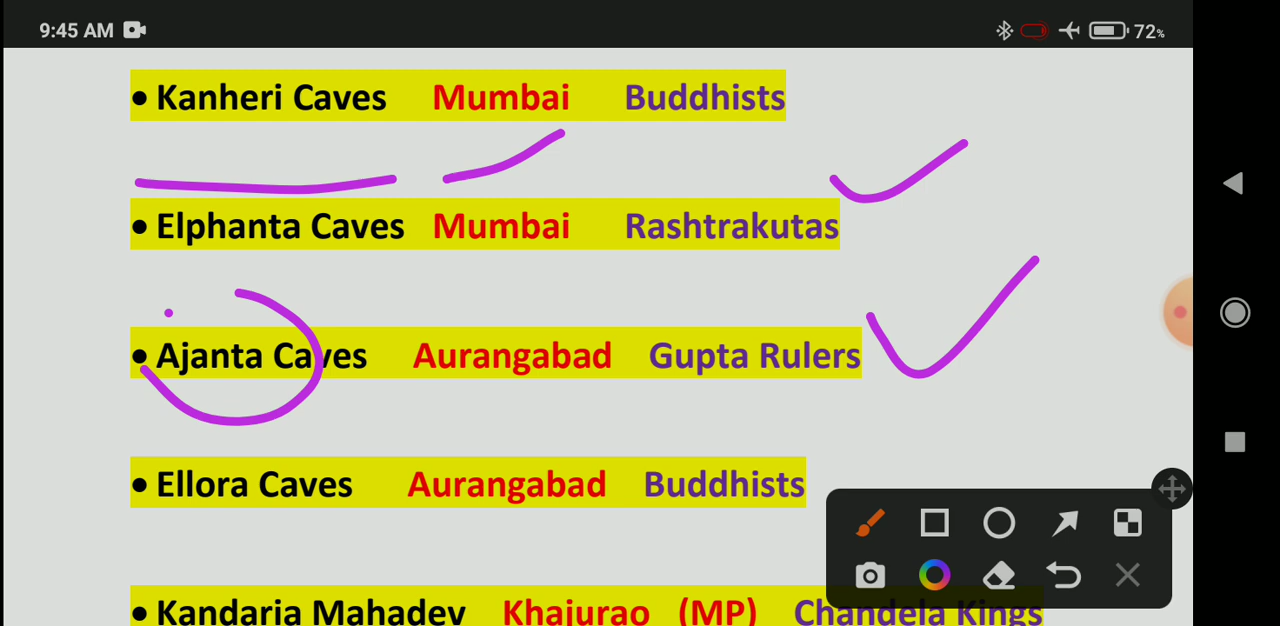 9:45 AM 72%
• Kanheri Caves Mumbai Buddhists
• Elphanta Caves Mumbai Rashtrakutas
• Ajanta Caves Aurangabad Gupta Rulers
• Ellora Caves Aurangabad Buddhists
• Kandaria Mahadev Khajurao (MP) Chandela Kings